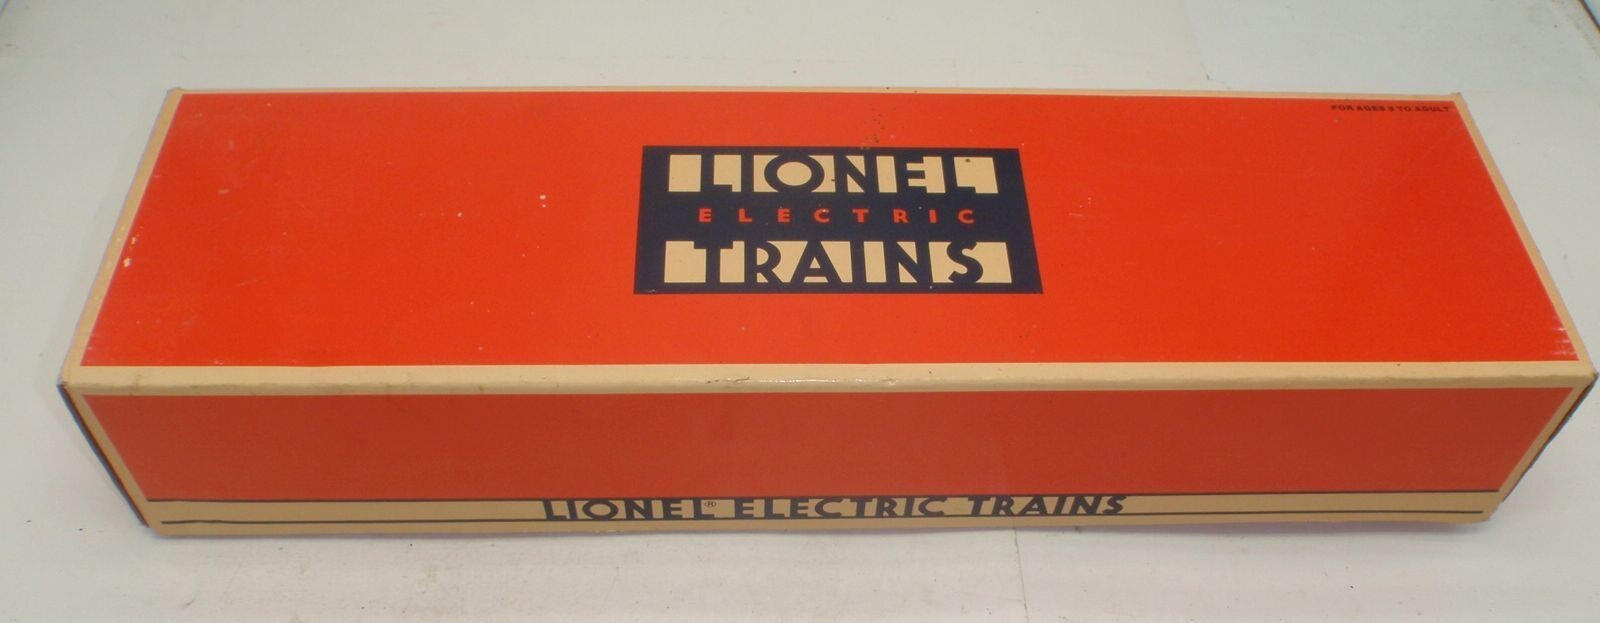 FOR AGES 8 TO ADULT
LIONEL
ELECTRIC
TRAINS
LIONEL® ELECTRIC TRAINS